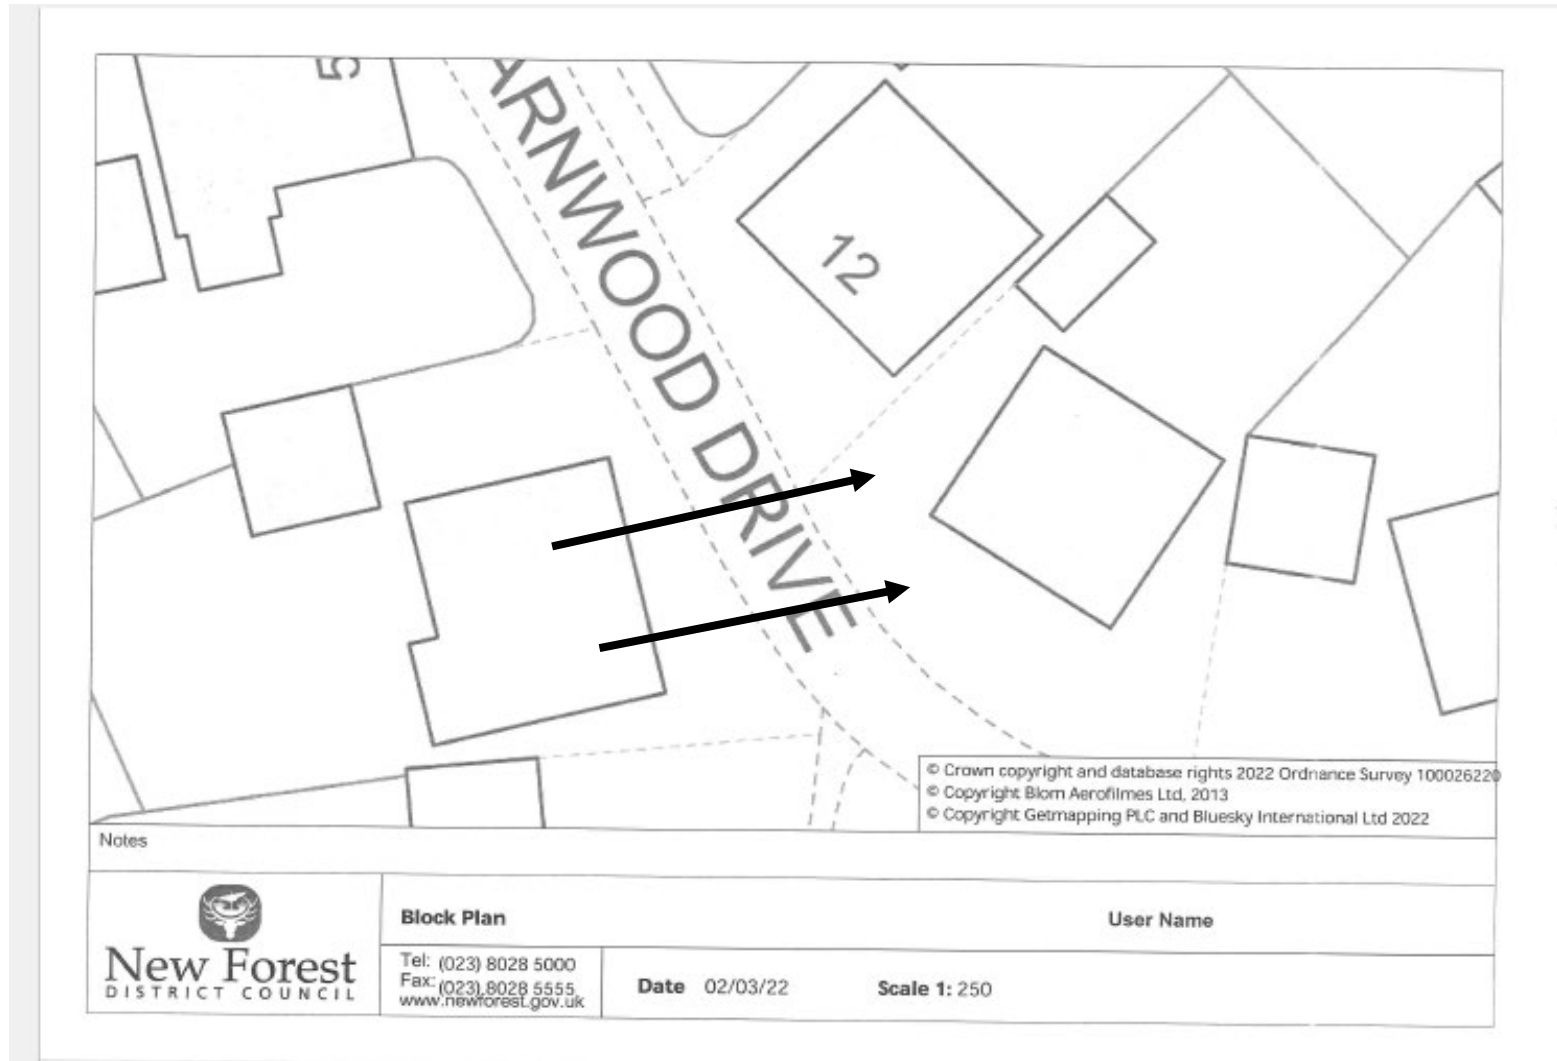 5
ARNWOOD DRIVE
12
© Crown copyright and database rights 2022 Ordnance Survey 100026220
© Copyright Blom Aerofilmes Ltd, 2013
© Copyright Getmapping PLC and Bluesky International Ltd 2022
Notes
New Forest
DISTRICT COUNCIL
Block Plan
User Name
Tel: (023) 8028 5000
Fax: (023) 8028 5555
www.newforest.gov.uk
Date 02/03/22
Scale 1: 250